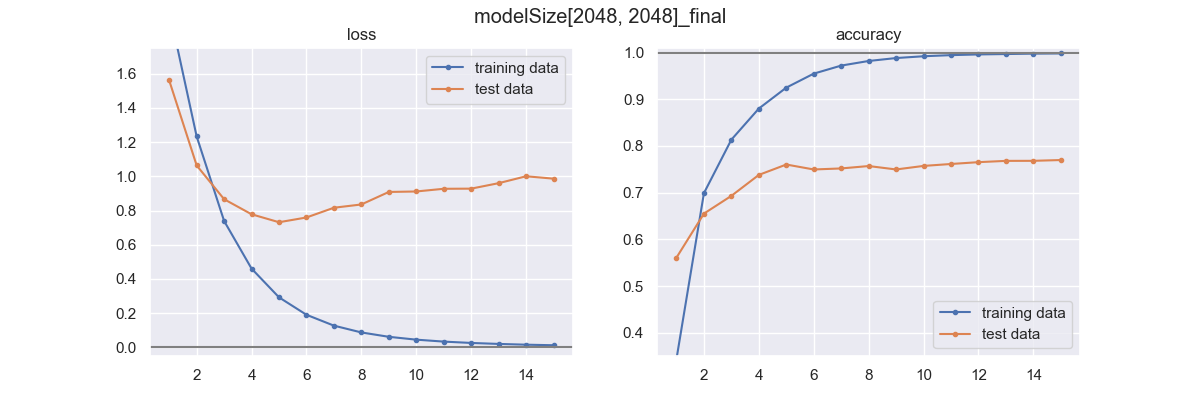 modelSize[2048, 2048]_final
loss
1.6
1.4
1.2
1.0
0.8
0.6
0.4
0.2
0.0
2 4 6 8 10 12 14
training data
test data
accuracy
1.0
0.9
0.8
0.7
0.6
0.5
0.4
2 4 6 8 10 12 14
training data
test data